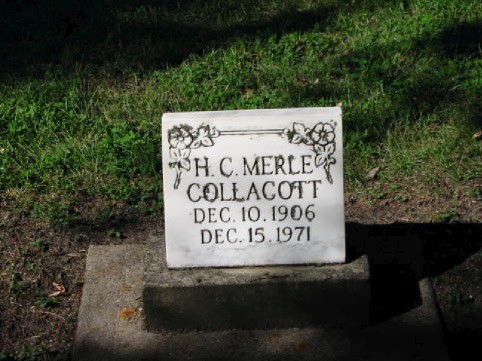 H. C. MERLE
COLLACOTT
DEC. 10. 1906
DEC. 15. 1971